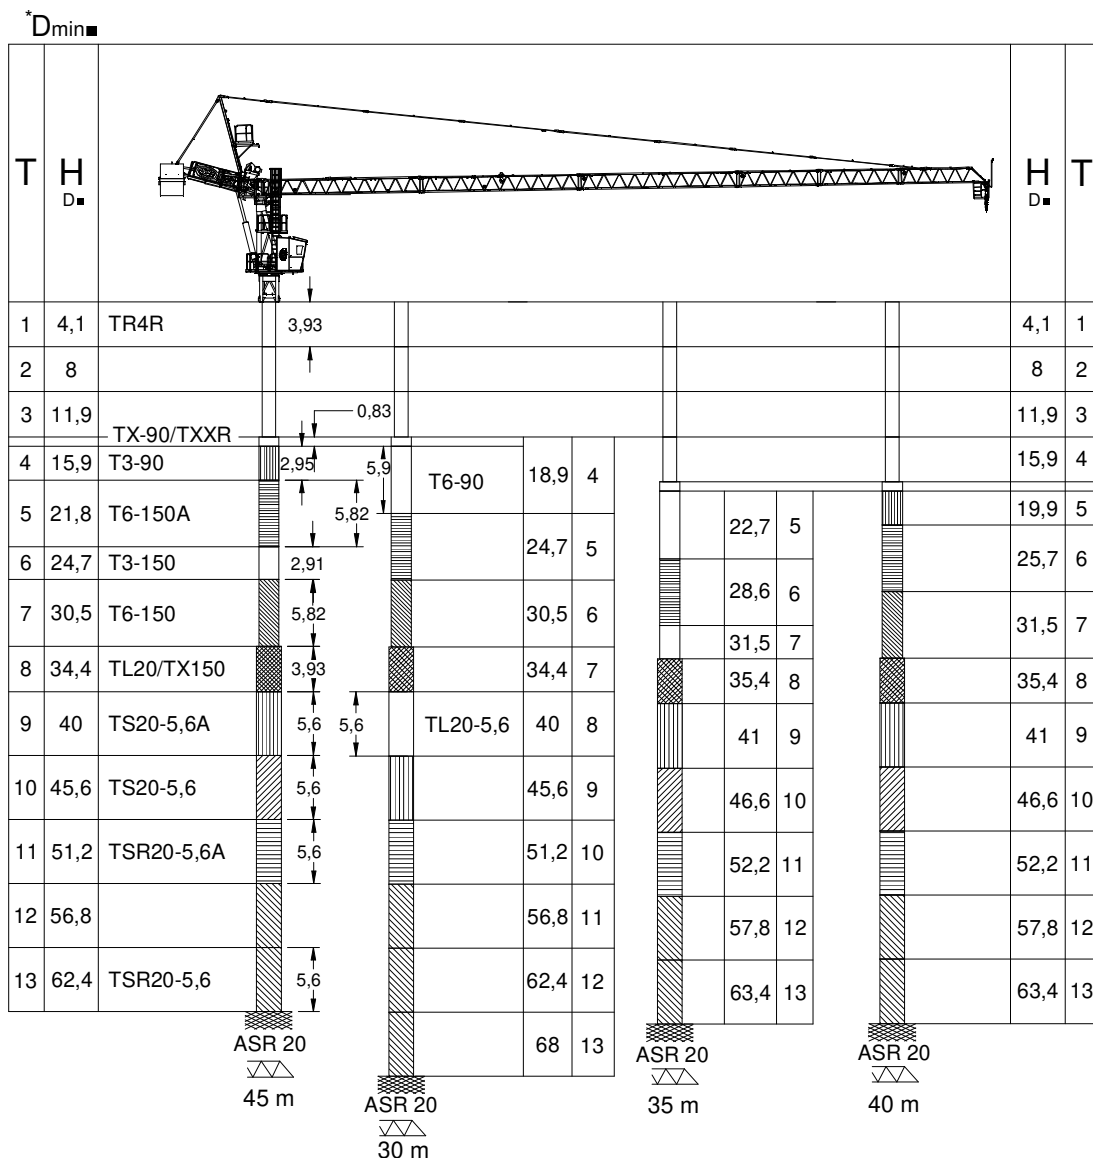 *Dmin■
T H D■ H D■ T
1 4,1 TR4R 3,93 4,1 1
2 8 8 2
3 11,9 0,83 11,9 3
TX-90/TXXR
4 15,9 T3-90 2,95 5,9 T6-90 18,9 4 15,9 4
5 21,8 T6-150A 5,82 24,7 5 22,7 5 19,9 5
6 24,7 T3-150 2,91 28,6 6 25,7 6
7 30,5 T6-150 5,82 30,5 6 31,5 7 31,5 7
8 34,4 TL20/TX150 3,93 34,4 7 35,4 8 35,4 8
9 40 TS20-5,6A 5,6 5,6 TL20-5,6 40 8 41 9 41 9
10 45,6 TS20-5,6 5,6 45,6 9 46,6 10 46,6 10
11 51,2 TSR20-5,6A 5,6 51,2 10 52,2 11 52,2 11
12 56,8 56,8 11 57,8 12 57,8 12
13 62,4 TSR20-5,6 5,6 62,4 12 63,4 13 63,4 13
68 13
ASR 20
45 m
ASR 20
30 m
ASR 20
35 m
ASR 20
40 m